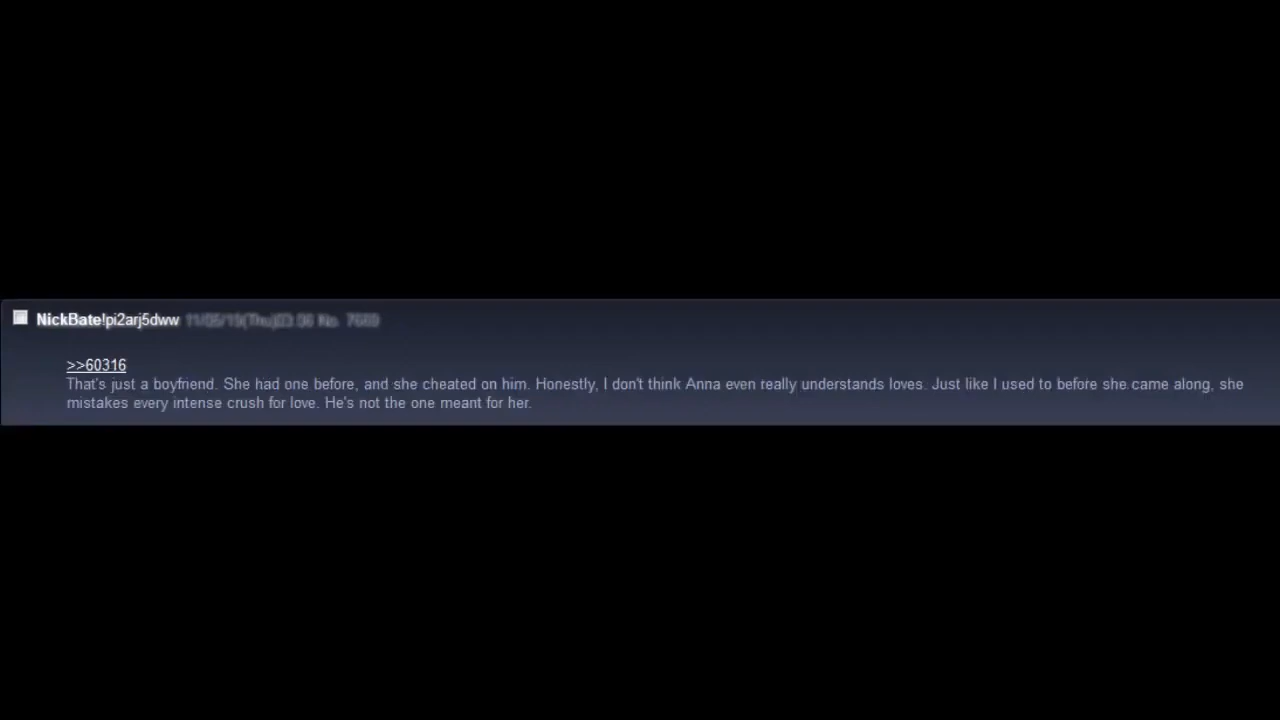 NickBate!pi2arj5dww
>>60316
That's just a boyfriend. She had one before, and she cheated on him. Honestly, I don't think Anna even really understands loves. Just like I used to before she came along, she
mistakes every intense crush for love. He's not the one meant for her.